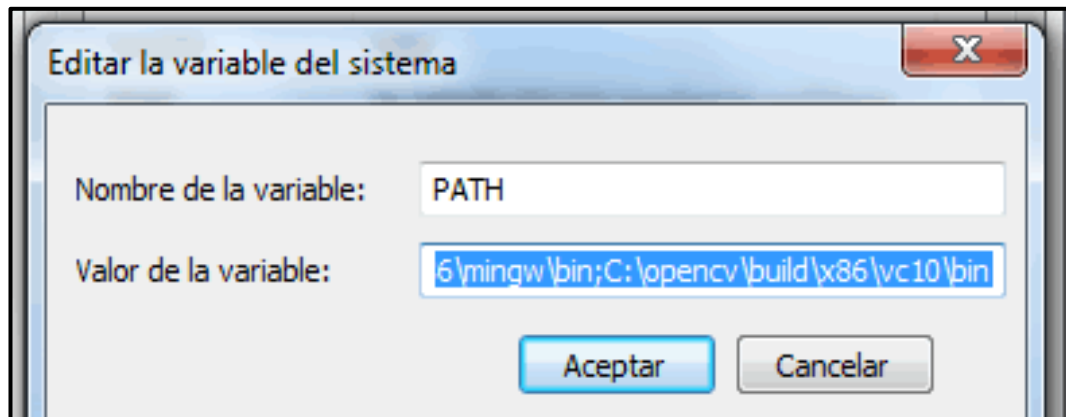 Editar la variable del sistema
Nombre de la variable: PATH
Valor de la variable: 6\mingw\bin;C:\opencv\build\x86\vc10\bin
Aceptar Cancelar